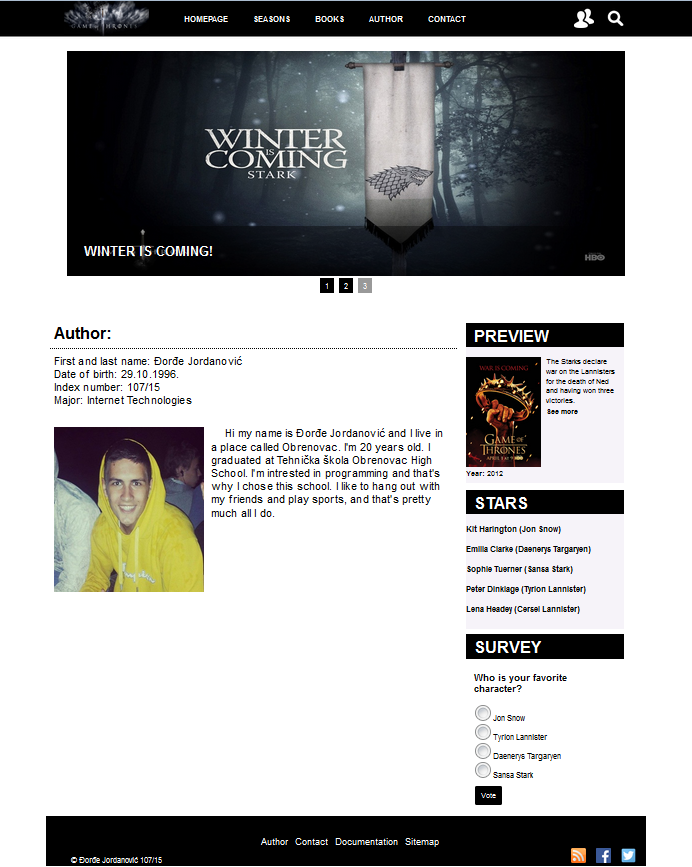 GAME OF THRONES
HOMEPAGE
SEASONS
BOOKS
AUTHOR
CONTACT
WINTER
IS
COMING
STARK
WINTER IS COMING!
HBO
1 2 3
Author:
First and last name: Đorđe Jordanović
Date of birth: 29.10.1996.
Index number: 107/15
Major: Internet Technologies
Hi my name is Đorđe Jordanović and I live in
a place called Obrenovac. I'm 20 years old. I
graduated at Tehnička škola Obrenovac High
School. I'm intrested in programming and that's
why I chose this school. I like to hang out with
my friends and play sports, and that's pretty
much all I do.
PREVIEW
WAR IS COMING
GAME OF
THRONES
HBO
The Starks declare
war on the Lannisters
for the death of Ned
and having won three
victories.
See more
Year: 2012
STARS
Kit Harington (Jon Snow)
Emilia Clarke (Daenerys Targaryen)
Sophie Tuerner (Sansa Stark)
Peter Dinklage (Tyrion Lannister)
Lena Headey (Cersei Lannister)
SURVEY
Who is your favorite
character?
Jon Snow
Tyrion Lannister
Daenerys Targaryen
Sansa Stark
Vote
Author Contact Documentation Sitemap
© Đorđe Jordanović 107/15